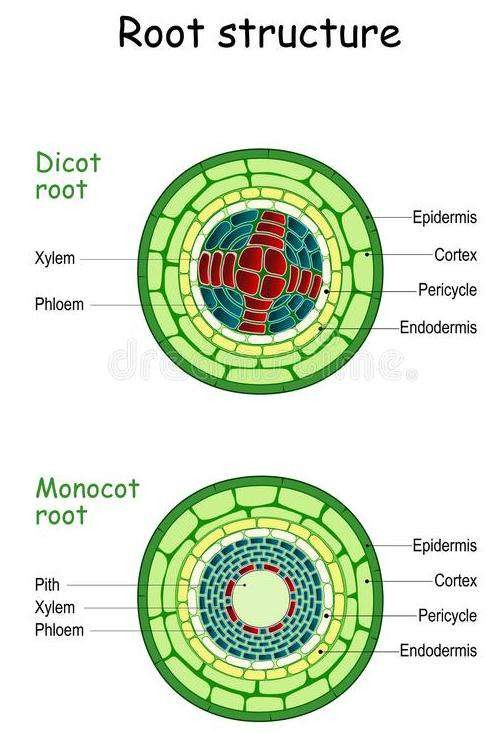 Root structure
Dicot
root
Xylem
Phloem
Epidermis
Cortex
Pericycle
Endodermis
dreamstime.
Monocot
root
Pith
Xylem
Phloem
Epidermis
Cortex
Pericycle
Endodermis